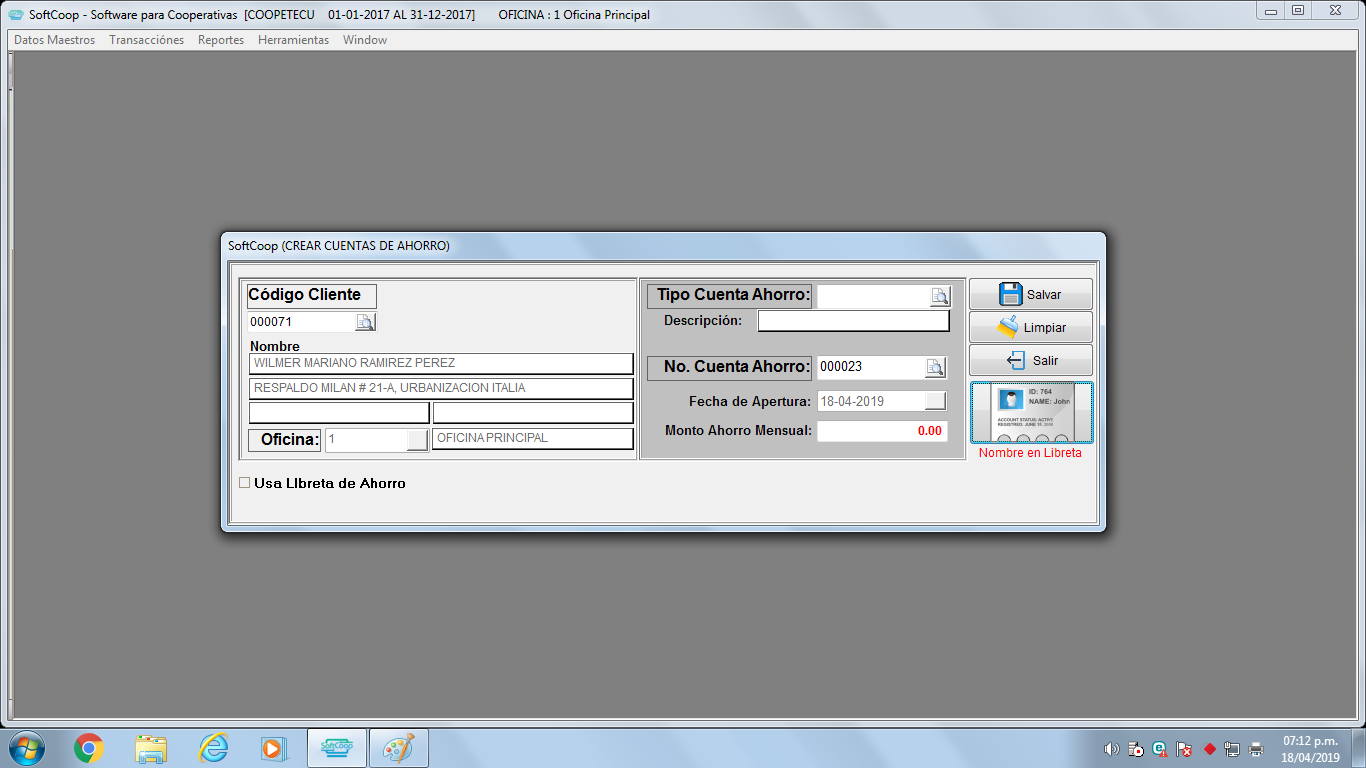 SoftCoop - Software para Cooperativas [COOPETECU 01-01-2017 AL 31-12-2017] OFICINA : 1 Oficina Principal
Datos Maestros Transacciónes Reportes Herramientas Window
SoftCoop (CREAR CUENTAS DE AHORRO)
Código Cliente
000071
Nombre
WILMER MARIANO RAMIREZ PEREZ
RESPALDO MILAN # 21-A, URBANIZACION ITALIA
Oficina: 1 OFICINA PRINCIPAL
Usa LIbreta de Ahorro
Tipo Cuenta Ahorro:
Descripción:
No. Cuenta Ahorro: 000023
Fecha de Apertura: 18-04-2019
Monto Ahorro Mensual: 0.00
Salvar
Limpiar
Salir
ID: 764
NAME: John
ACCOUNT STATUS: ACTIVE
Nombre en Libreta
SoftCoop
07:12 p.m.
18/04/2019